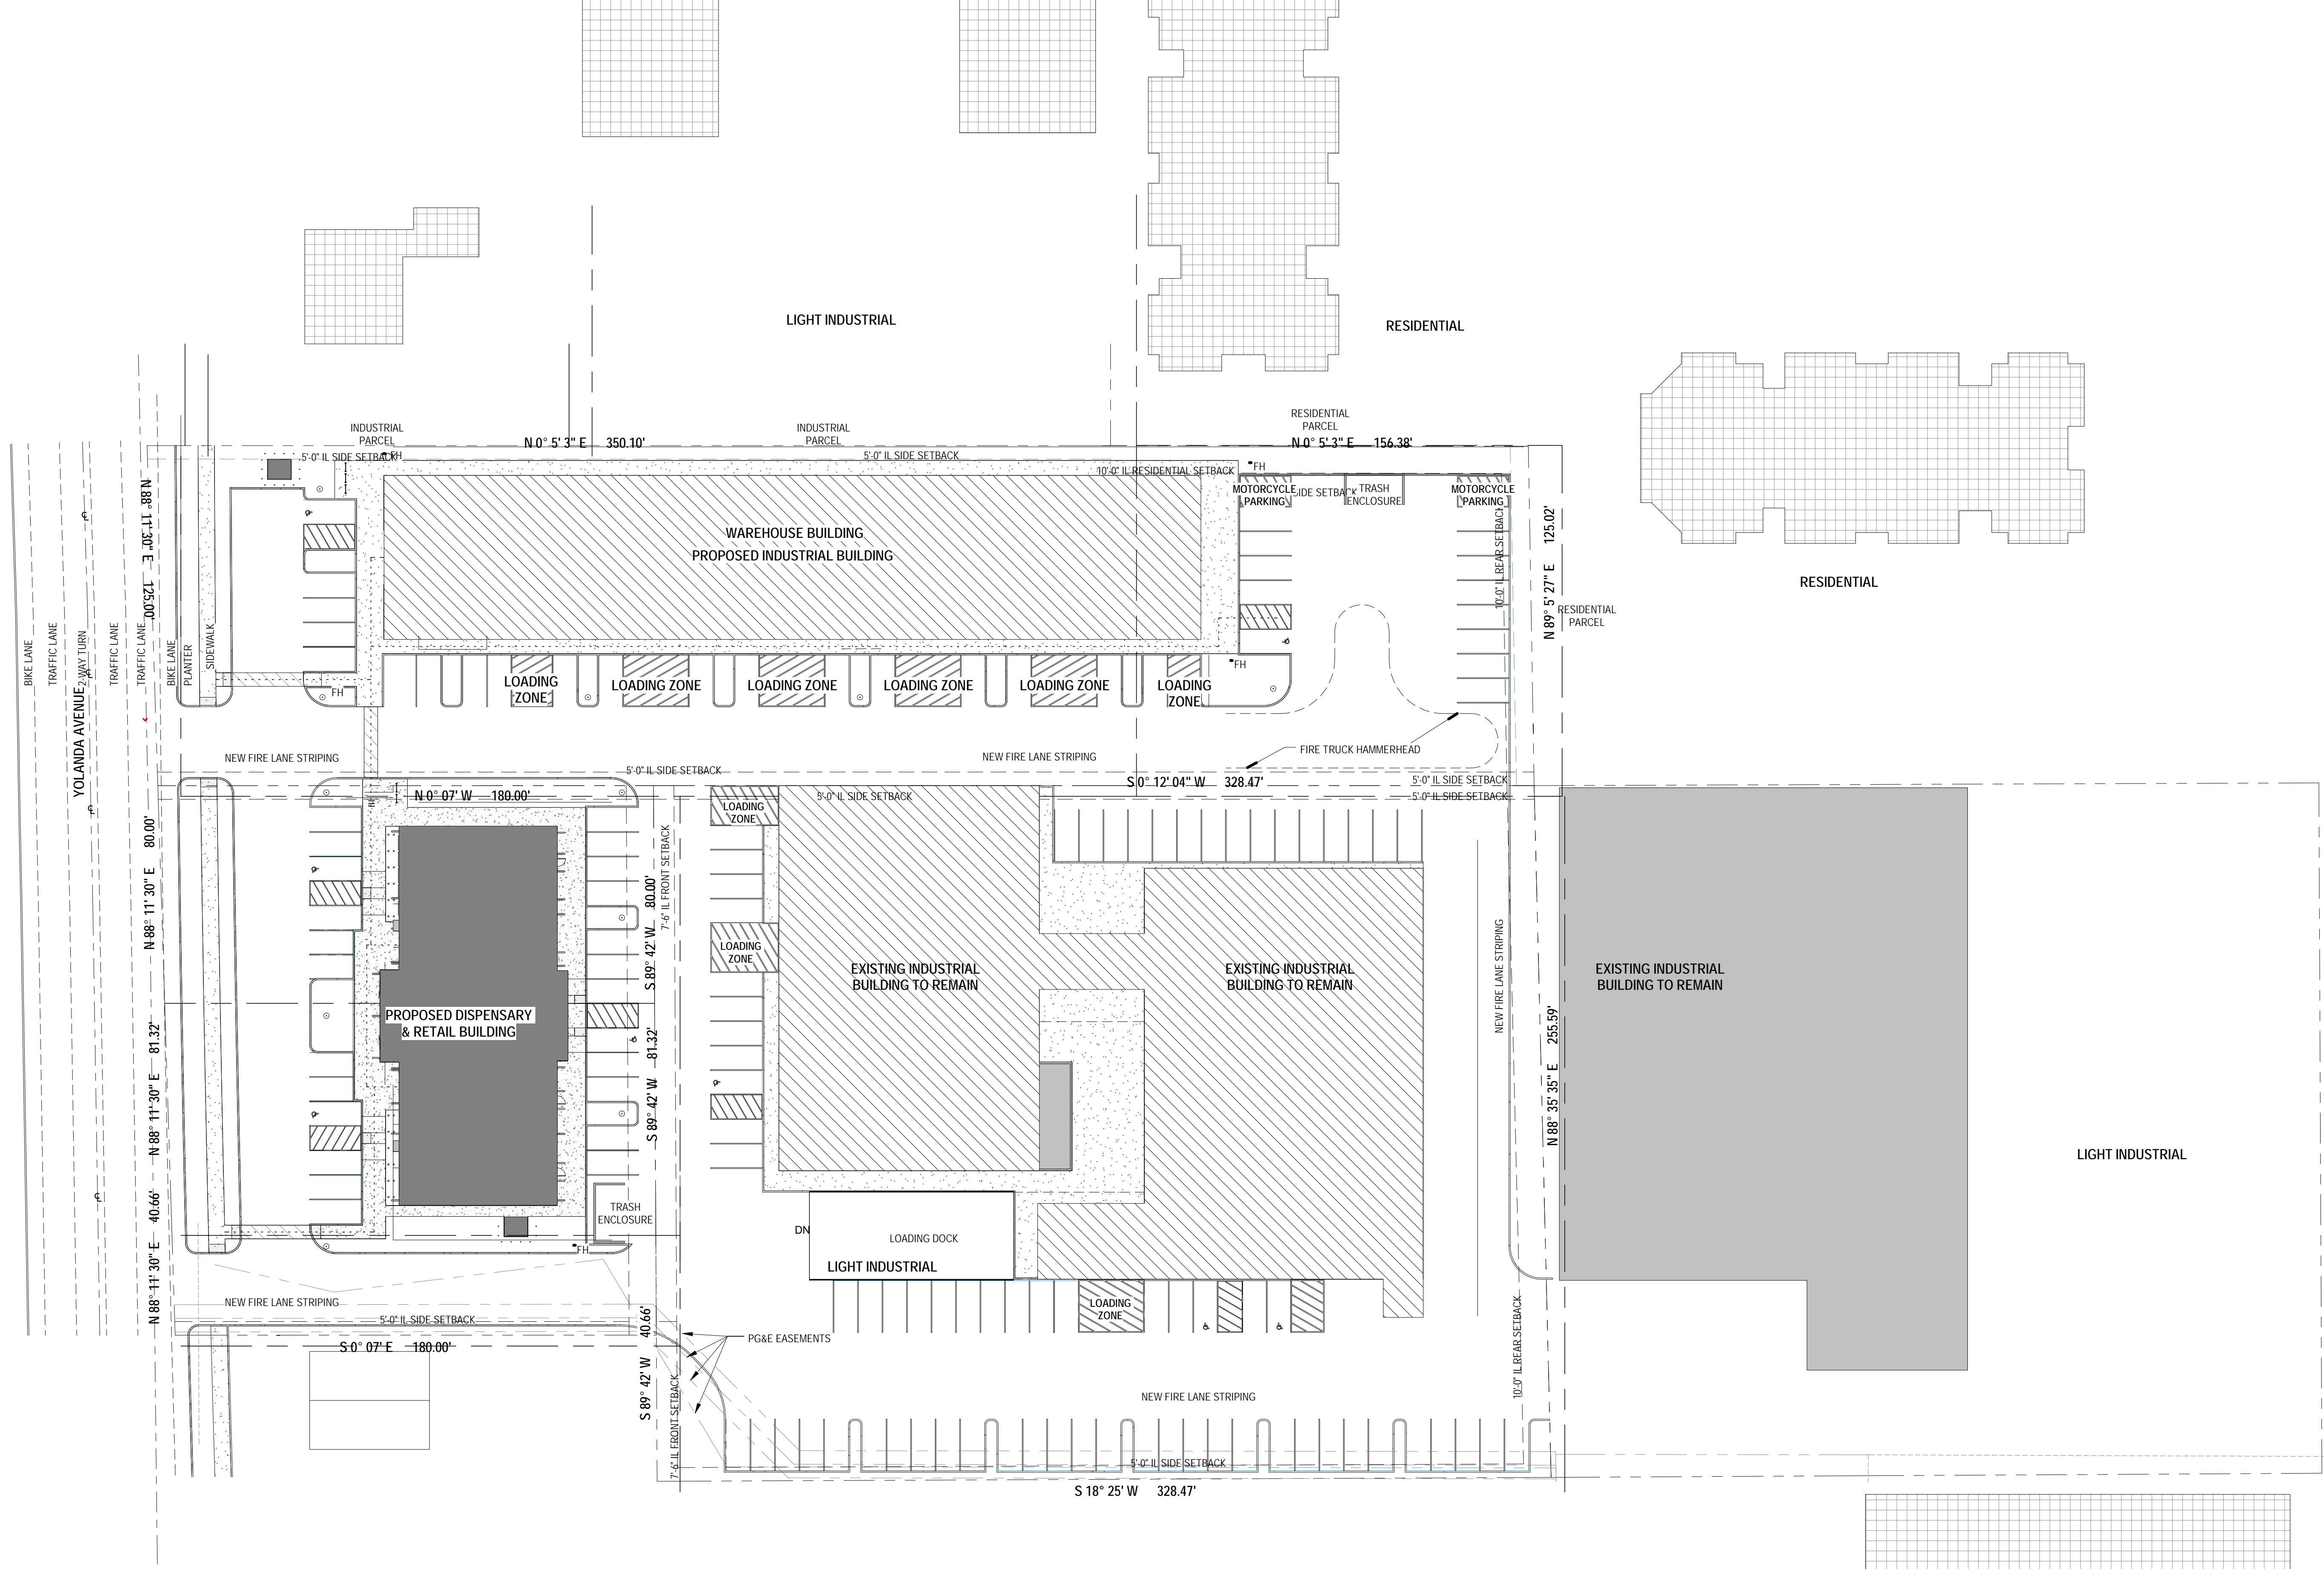 LIGHT INDUSTRIAL
RESIDENTIAL
INDUSTRIAL
PARCEL
INDUSTRIAL
PARCEL
RESIDENTIAL
PARCEL
N 0° 5' 3" E 350.10'
N 0° 5' 3" E 156.38'
5'-0" IL SIDE SETBACK
FH
5'-0" IL SIDE SETBACK
10'-0" IL RESIDENTIAL SETBACK
FH
MOTORCYCLE
PARKING
SIDE SETBACK
TRASH
ENCLOSURE
MOTORCYCLE
PARKING
N 88° 11' 30" E 125.00'
WAREHOUSE BUILDING
PROPOSED INDUSTRIAL BUILDING
10'-0" IL REAR SETBACK
N 89° 5' 27" E 125.02'
RESIDENTIAL
RESIDENTIAL
PARCEL
BIKE LANE
TRAFFIC LANE
2-WAY TURN
TRAFFIC LANE
TRAFFIC LANE
BIKE LANE
PLANTER
SIDEWALK
YOLANDA AVENUE
FH
FH
LOADING
ZONE
LOADING ZONE
LOADING ZONE
LOADING ZONE
LOADING ZONE
LOADING
ZONE
NEW FIRE LANE STRIPING
NEW FIRE LANE STRIPING
FIRE TRUCK HAMMERHEAD
5'-0" IL SIDE SETBACK
S 0° 12' 04" W 328.47'
5'-0" IL SIDE SETBACK
N 0° 07' W 180.00'
5'-0" IL SIDE SETBACK
5'-0" IL SIDE SETBACK
LOADING
ZONE
N 88° 11' 30" E 80.00'
S 89° 42' W 80.00'
7'-6" IL FRONT SETBACK
LOADING
ZONE
EXISTING INDUSTRIAL
BUILDING TO REMAIN
EXISTING INDUSTRIAL
BUILDING TO REMAIN
NEW FIRE LANE STRIPING
EXISTING INDUSTRIAL
BUILDING TO REMAIN
PROPOSED DISPENSARY
& RETAIL BUILDING
N 88° 11' 30" E 81.32'
S 89° 42' W 81.32'
N 88° 35' 35" E 255.59'
LIGHT INDUSTRIAL
N 88° 11' 30" E 40.66'
TRASH
ENCLOSURE
FH
DN
LOADING DOCK
LIGHT INDUSTRIAL
NEW FIRE LANE STRIPING
LOADING
ZONE
5'-0" IL SIDE SETBACK
S 0° 07' E 180.00'
S 89° 42' W 40.66'
7'-6" IL FRONT SETBACK
PG&E EASEMENTS
10'-0" IL REAR SETBACK
NEW FIRE LANE STRIPING
5'-0" IL SIDE SETBACK
S 18° 25' W 328.47'